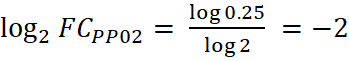 log₂ FC_PP02 = log 0.25 / log 2 = −2